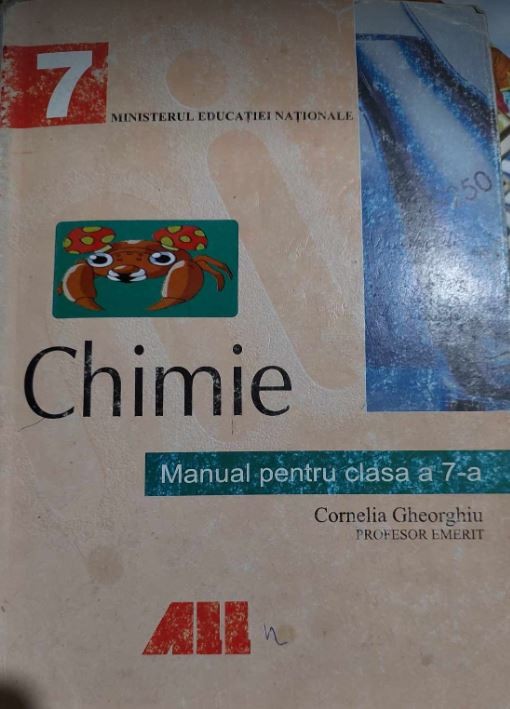 7
MINISTERUL EDUCAȚIEI NAȚIONALE
50
Chimie
Manual pentru clasa a 7-a
Cornelia Gheorghiu
PROFESOR EMERIT
ALL
n